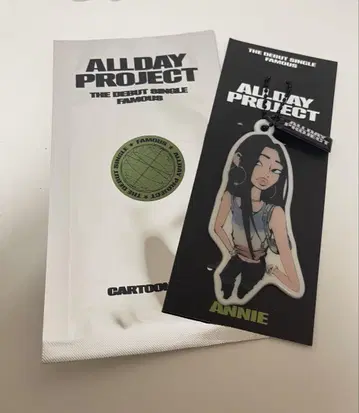 ALLDAY
PROJECT
THE DEBUT SINGLE
FAMOUS
FAMOUS ★ ALLDAY PROJECT ★ THE DEBUT SINGLE ★
CARTOON
THE DEBUT SINGLE
FAMOUS
ALLDAY
PROJECT
ALLDAY
PROJECT
ANNIE